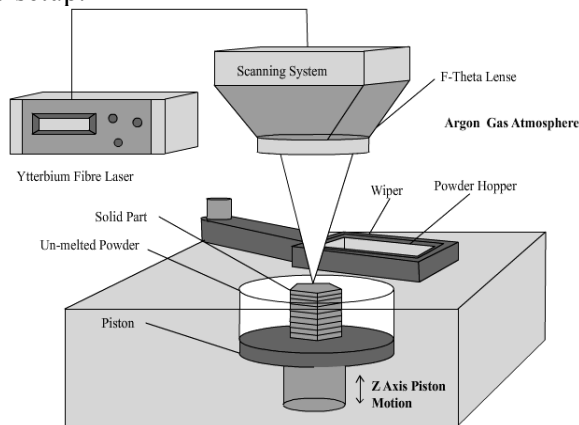 Scanning System
F-Theta Lense
Argon Gas Atmosphere
Ytterbium Fibre Laser
Wiper
Powder Hopper
Solid Part
Un-melted Powder
Piston
Z Axis Piston
Motion